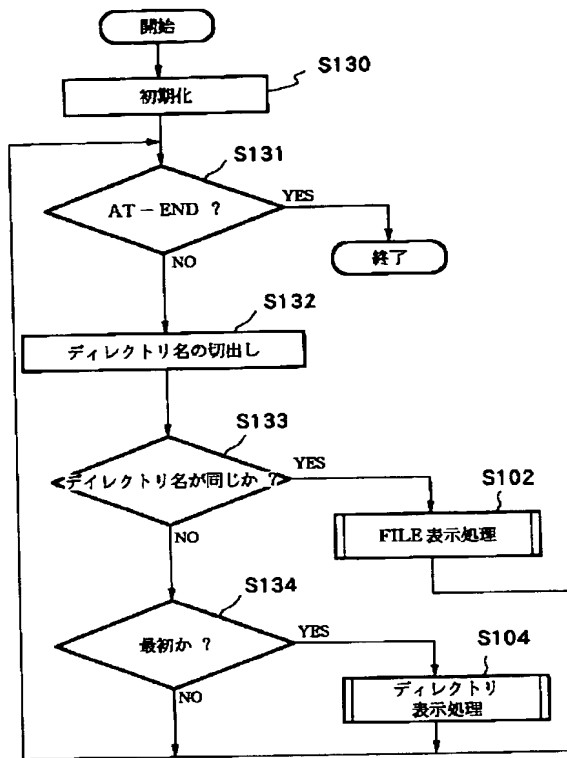 開始
S130
初期化
S131
AT－END ？
YES
終了
NO
S132
ディレクトリ名の切出し
S133
ディレクトリ名が同じか ？
YES
S102
FILE 表示処理
NO
S134
最初か ？
YES
S104
ディレクトリ
表示処理
NO